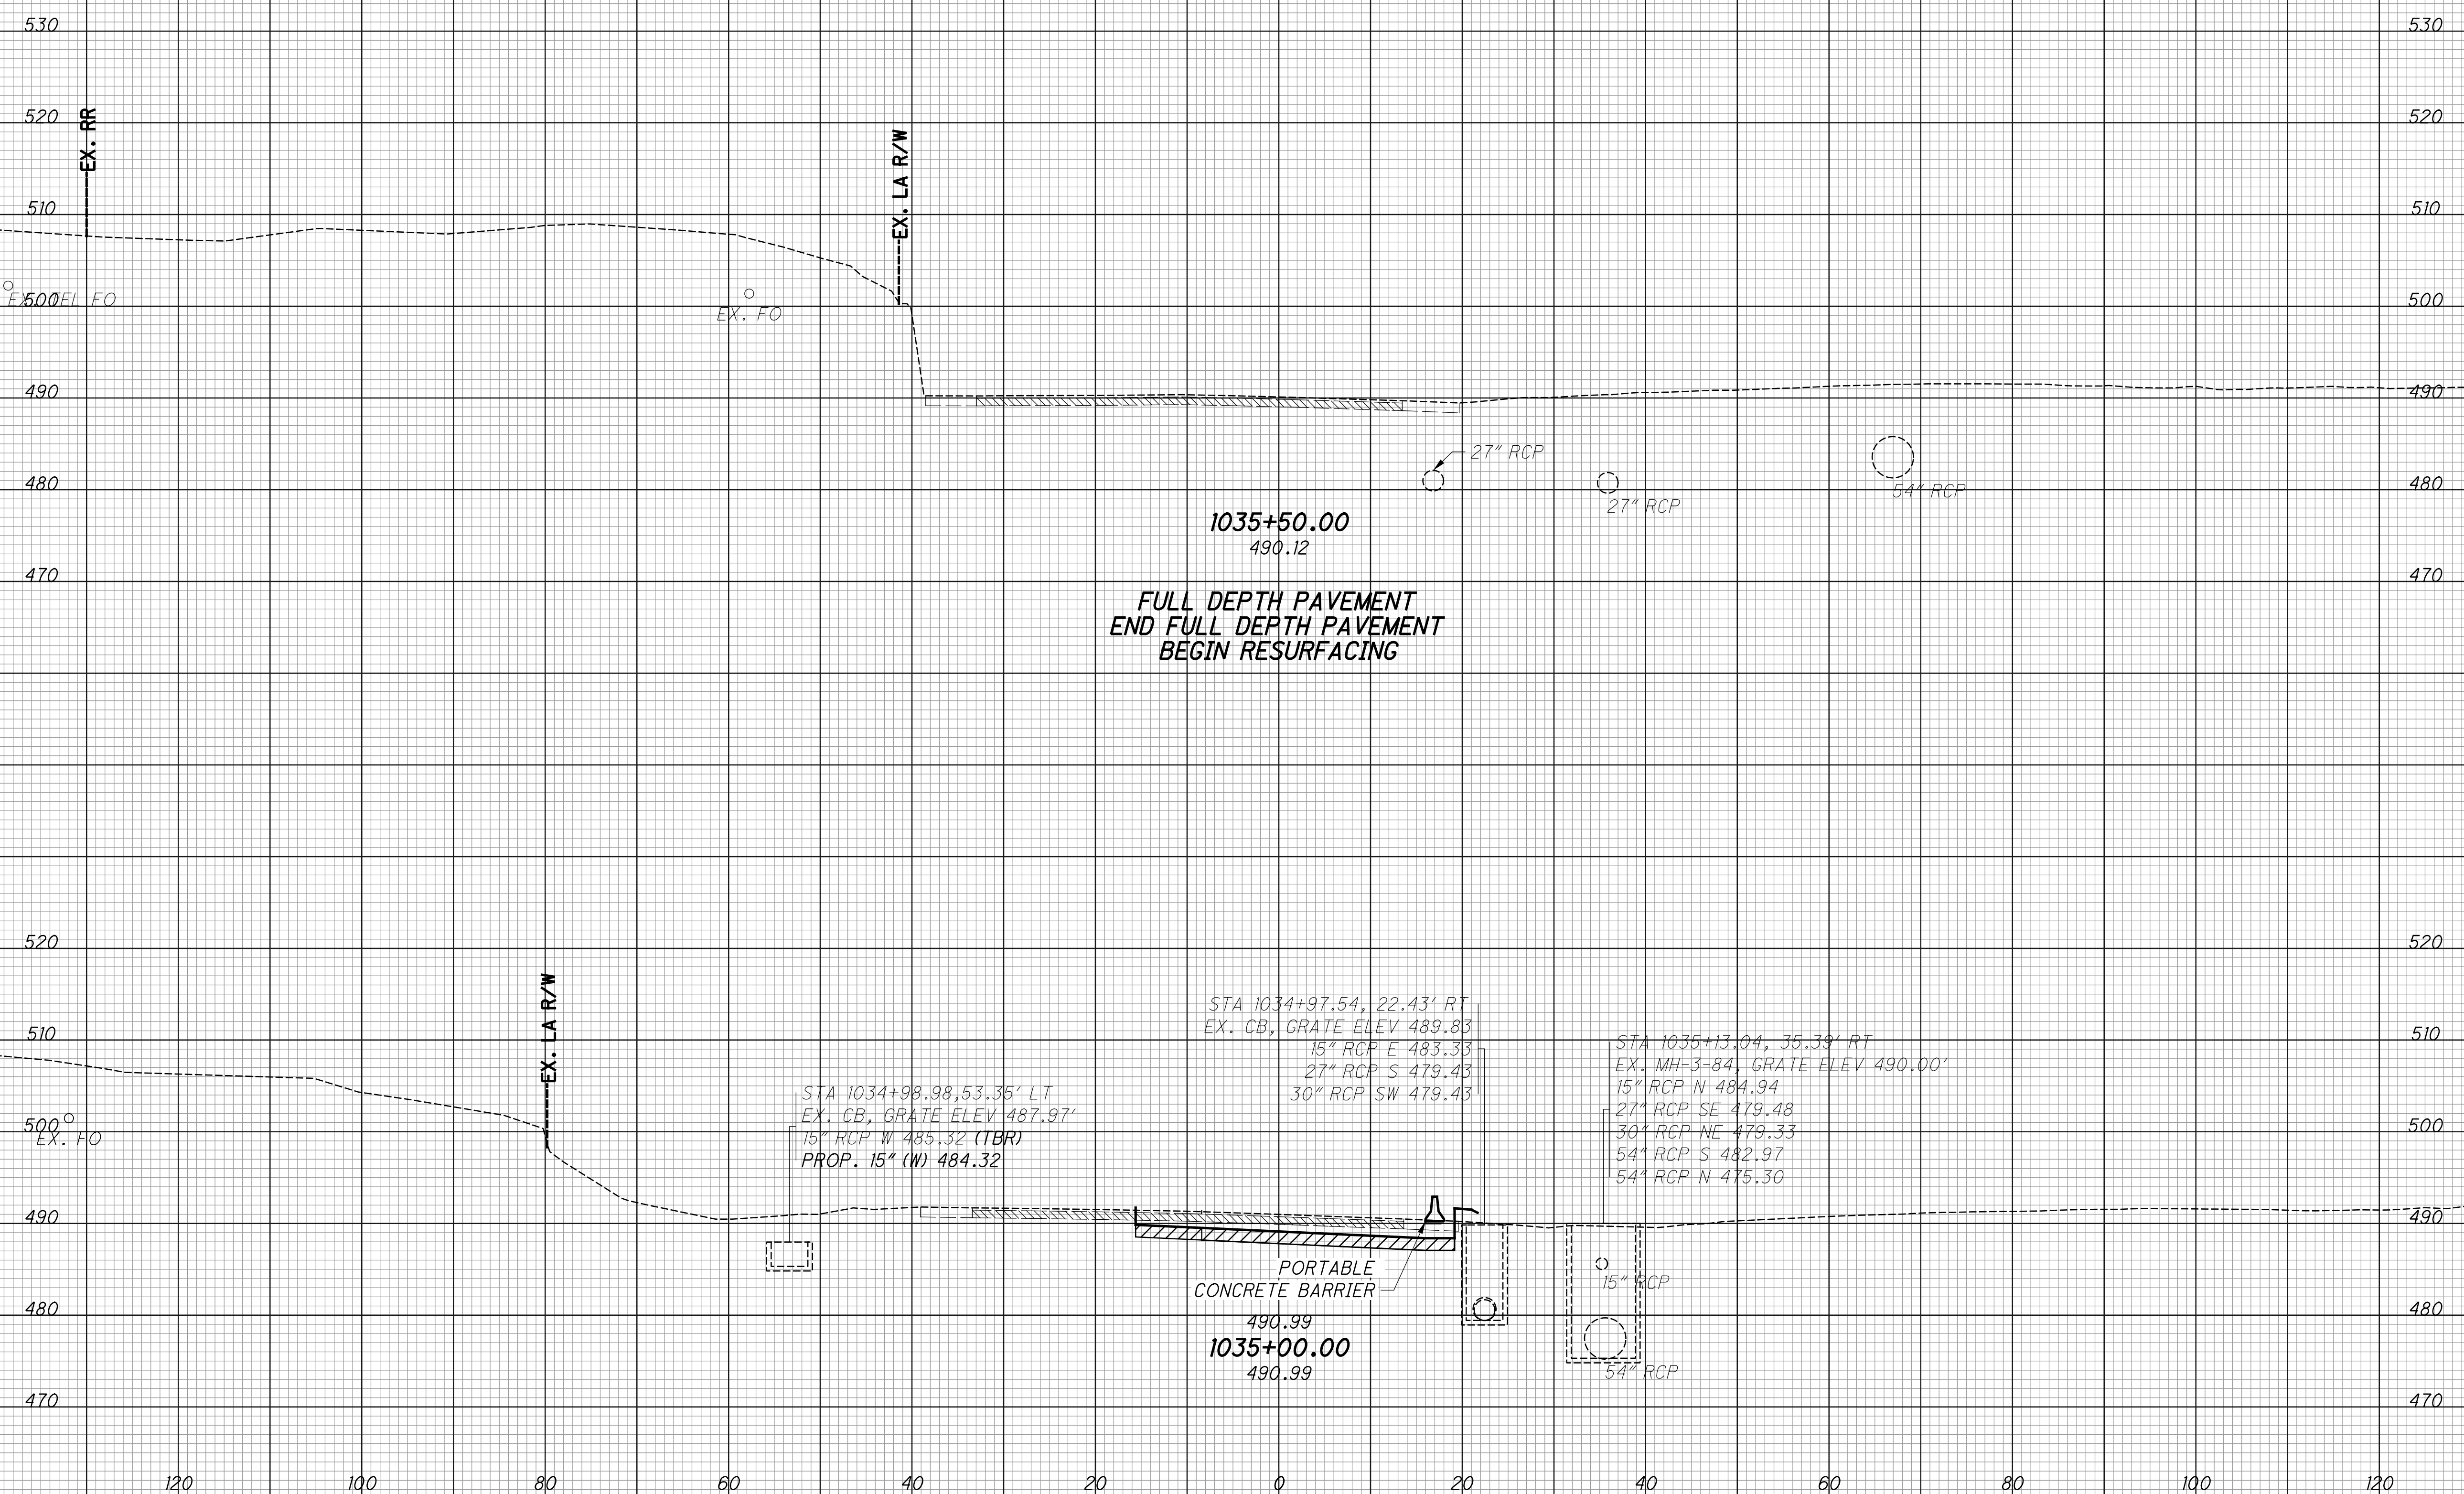 530 530
520 520
EX. RR
EX. LA R/W
510 510
500 500
EX. TEL FO
EX. FO
490 490
27" RCP
480 480
54" RCP
27" RCP
1035+50.00
490.12
470 470
FULL DEPTH PAVEMENT
END FULL DEPTH PAVEMENT
BEGIN RESURFACING
520 520
EX. LA R/W
510 510
STA 1034+97.54, 22.43' RT
EX. CB, GRATE ELEV 489.83
15" RCP E 483.33
27" RCP S 479.43
30" RCP SW 479.43
STA 1035+13.04, 35.39' RT
EX. MH-3-84, GRATE ELEV 490.00'
15" RCP N 484.94
27" RCP SE 479.48
30" RCP NE 479.33
54" RCP S 482.97
54" RCP N 475.30
STA 1034+98.98,53.35' LT
EX. CB, GRATE ELEV 487.97'
15" RCP W 485.32 (TBR)
PROP. 15" (W) 484.32
500 500
EX. FO
490 490
PORTABLE
CONCRETE BARRIER
15" RCP
480 480
490.99
1035+00.00
490.99
54" RCP
470 470
120 100 80 60 40 20 0 20 40 60 80 100 120